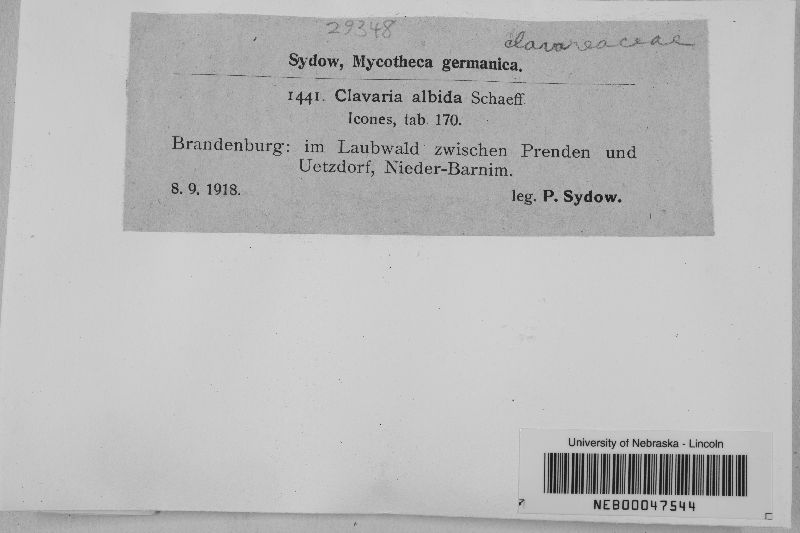 29348
clavareaceae
Sydow, Mycotheca germanica.
1441. Clavaria albida Schaeff.
Icones, tab. 170.
Brandenburg: im Laubwald zwischen Prenden und
Uetzdorf, Nieder-Barnim.
8. 9. 1918.
leg. P. Sydow.
University of Nebraska - Lincoln
NEB00047544